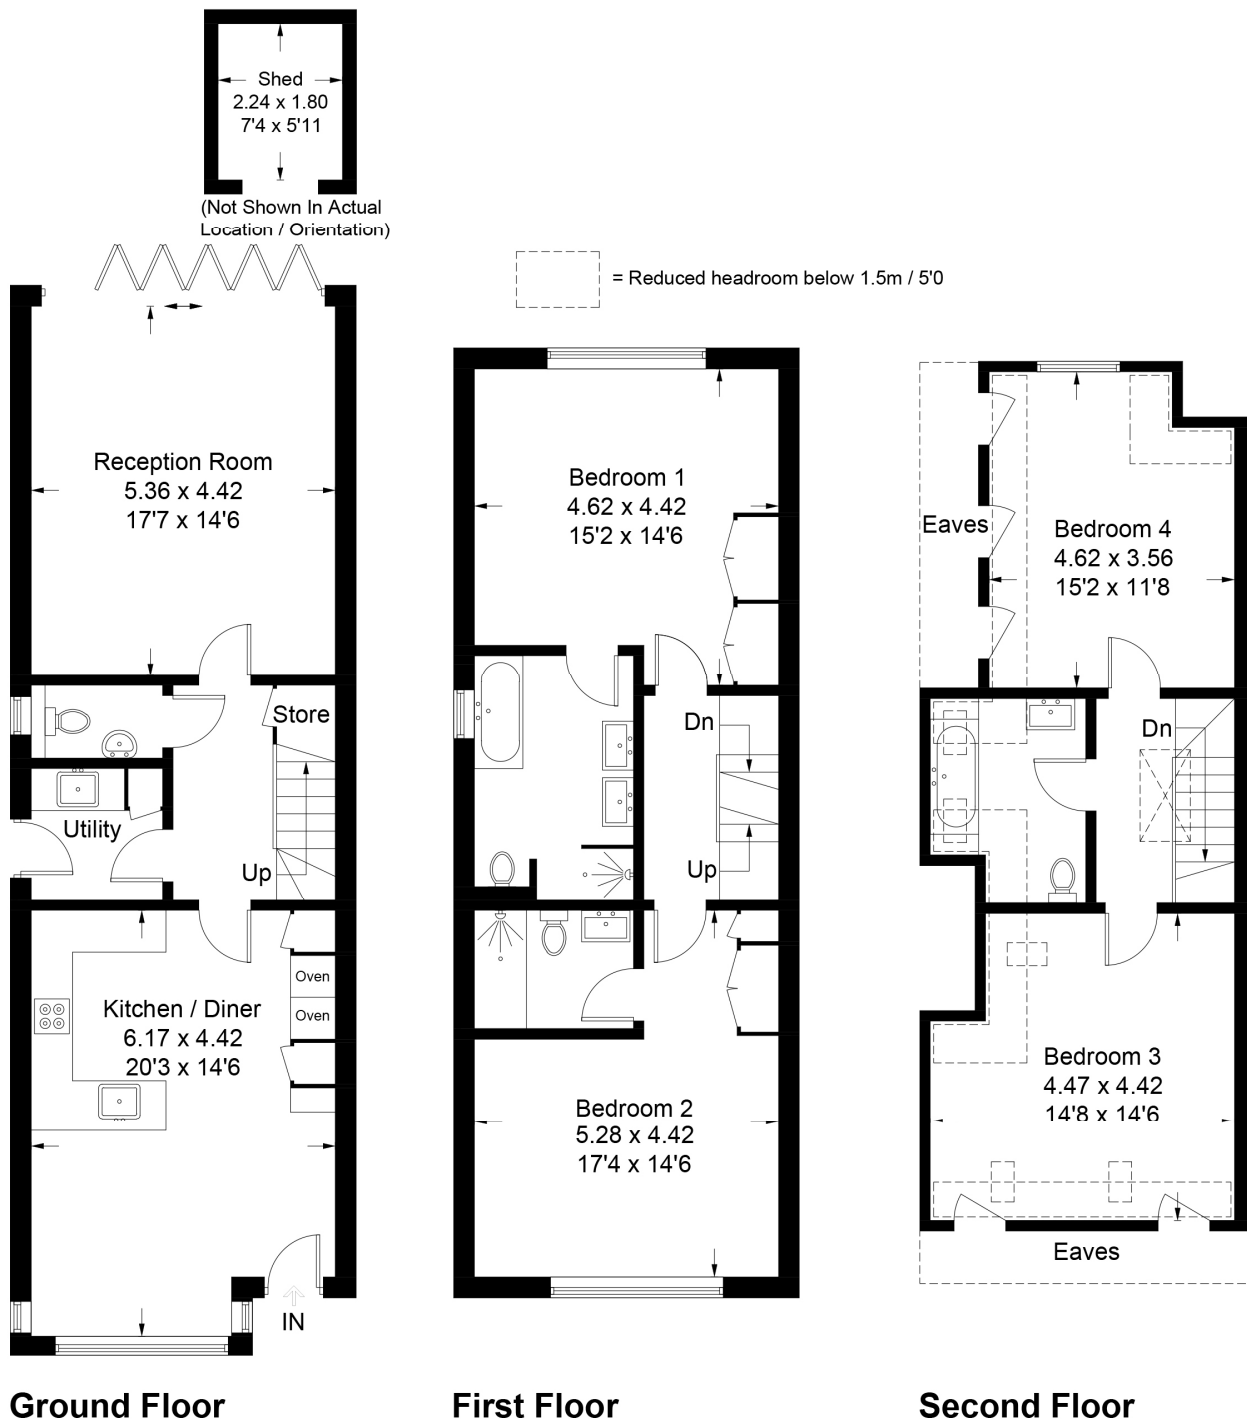 Shed
2.24 x 1.80
7'4 x 5'11
(Not Shown In Actual
Location / Orientation)
= Reduced headroom below 1.5m / 5'0
Reception Room
5.36 x 4.42
17'7 x 14'6
Store
Utility
Up
Oven
Oven
Kitchen / Diner
6.17 x 4.42
20'3 x 14'6
IN
Ground Floor
Bedroom 1
4.62 x 4.42
15'2 x 14'6
Dn
Up
Bedroom 2
5.28 x 4.42
17'4 x 14'6
First Floor
Eaves
Bedroom 4
4.62 x 3.56
15'2 x 11'8
Dn
Bedroom 3
4.47 x 4.42
14'8 x 14'6
Eaves
Second Floor